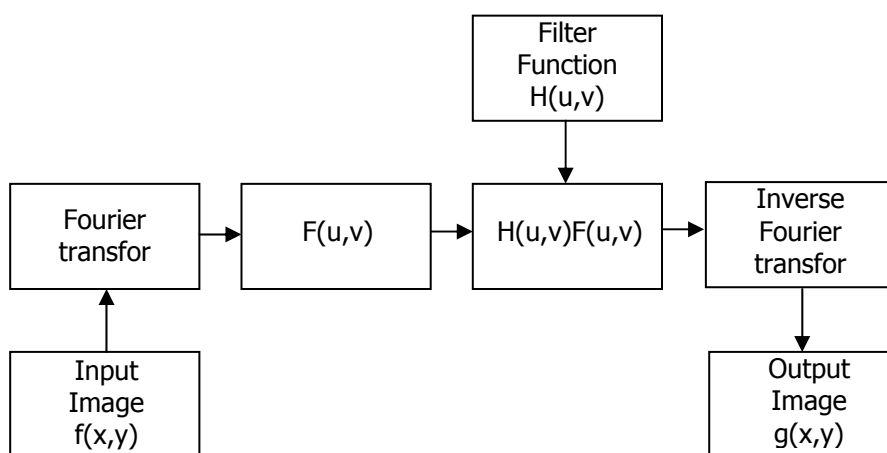 Filter
Function
H(u,v)
Fourier
transfor
F(u,v)
H(u,v)F(u,v)
Inverse
Fourier
transfor
Input
Image
f(x,y)
Output
Image
g(x,y)